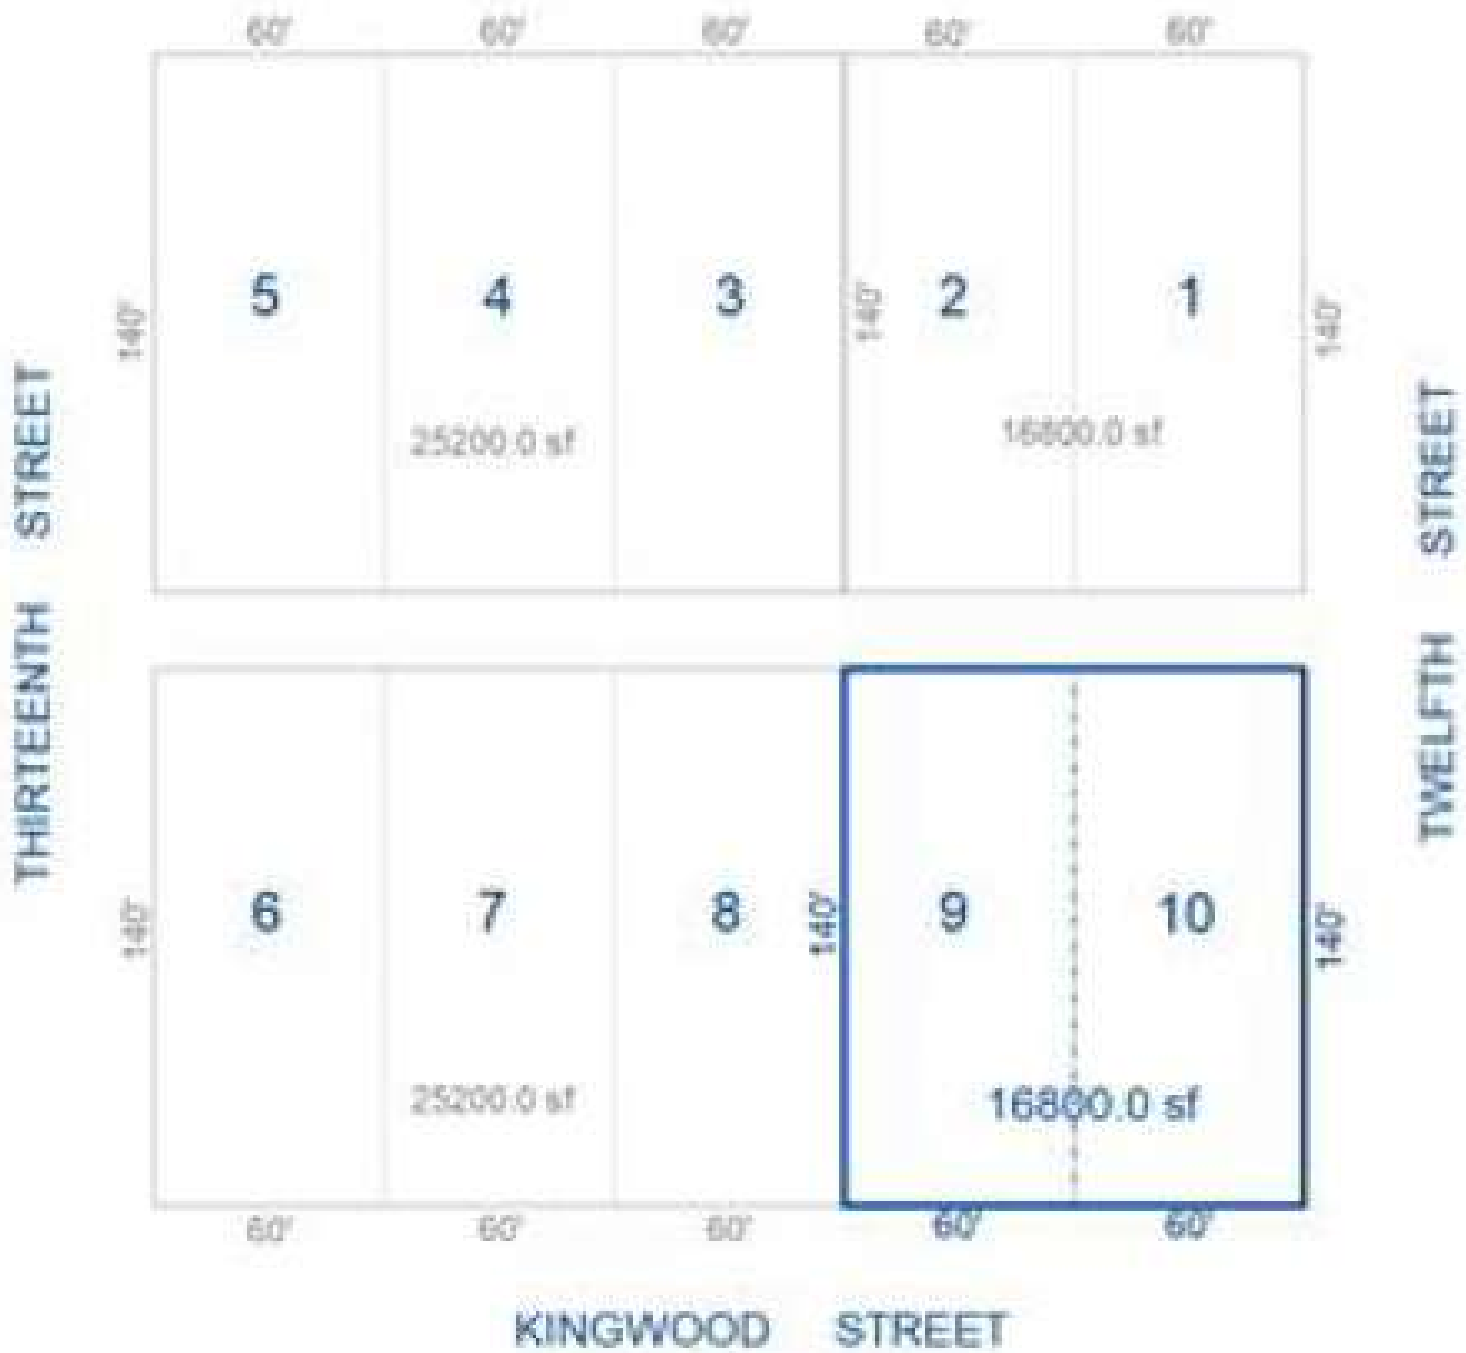 60' 60' 60' 60' 60'
5 4 3 2 1
140' 140' 140'
25200.0 sf 16800.0 sf
THIRTEENTH STREET
TWELFTH STREET
6 7 8 9 10
140' 140' 140'
25200.0 sf 16800.0 sf
60' 60' 60' 60' 60'
KINGWOOD STREET